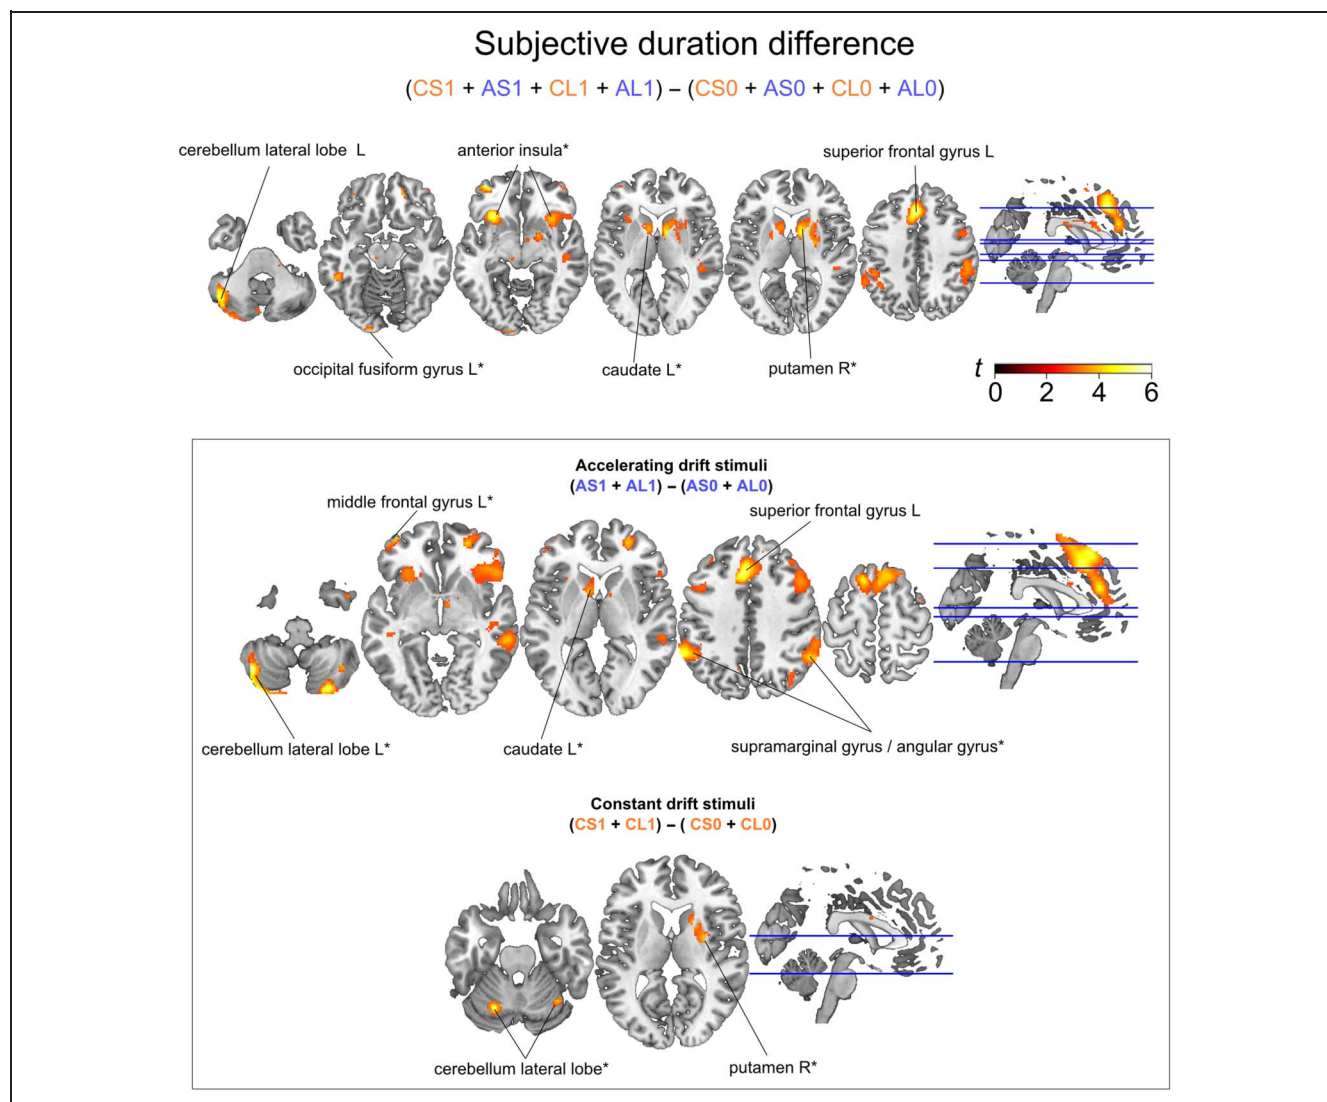 Subjective duration difference
(CS1 + AS1 + CL1 + AL1) – (CS0 + AS0 + CL0 + AL0)
cerebellum lateral lobe L
anterior insula*
superior frontal gyrus L
occipital fusiform gyrus L*
caudate L*
putamen R*
t
0 2 4 6
Accelerating drift stimuli
(AS1 + AL1) – (AS0 + AL0)
middle frontal gyrus L*
superior frontal gyrus L
cerebellum lateral lobe L*
caudate L*
supramarginal gyrus / angular gyrus*
Constant drift stimuli
(CS1 + CL1) – ( CS0 + CL0)
cerebellum lateral lobe*
putamen R*